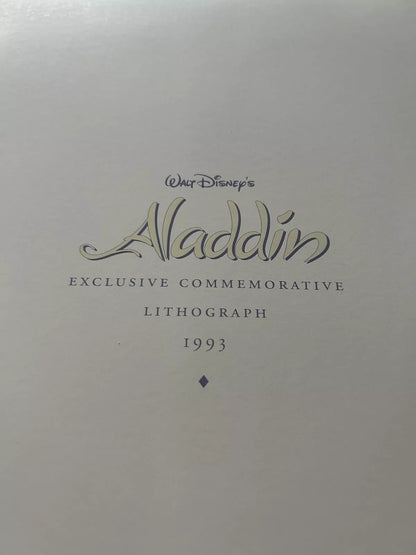 Walt Disney's
Aladdin
EXCLUSIVE COMMEMORATIVE
LITHOGRAPH
1993